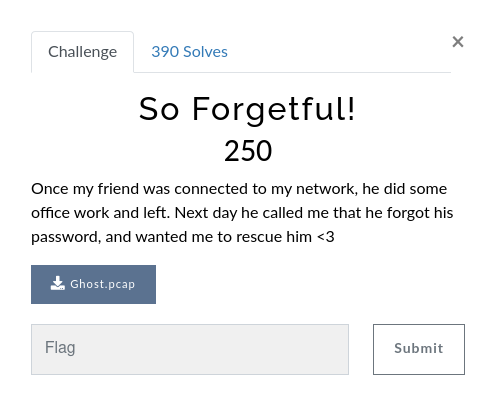 Challenge
390 Solves
×
So Forgetful!
250
Once my friend was connected to my network, he did some
office work and left. Next day he called me that he forgot his
password, and wanted me to rescue him <3
Ghost.pcap
Flag
Submit